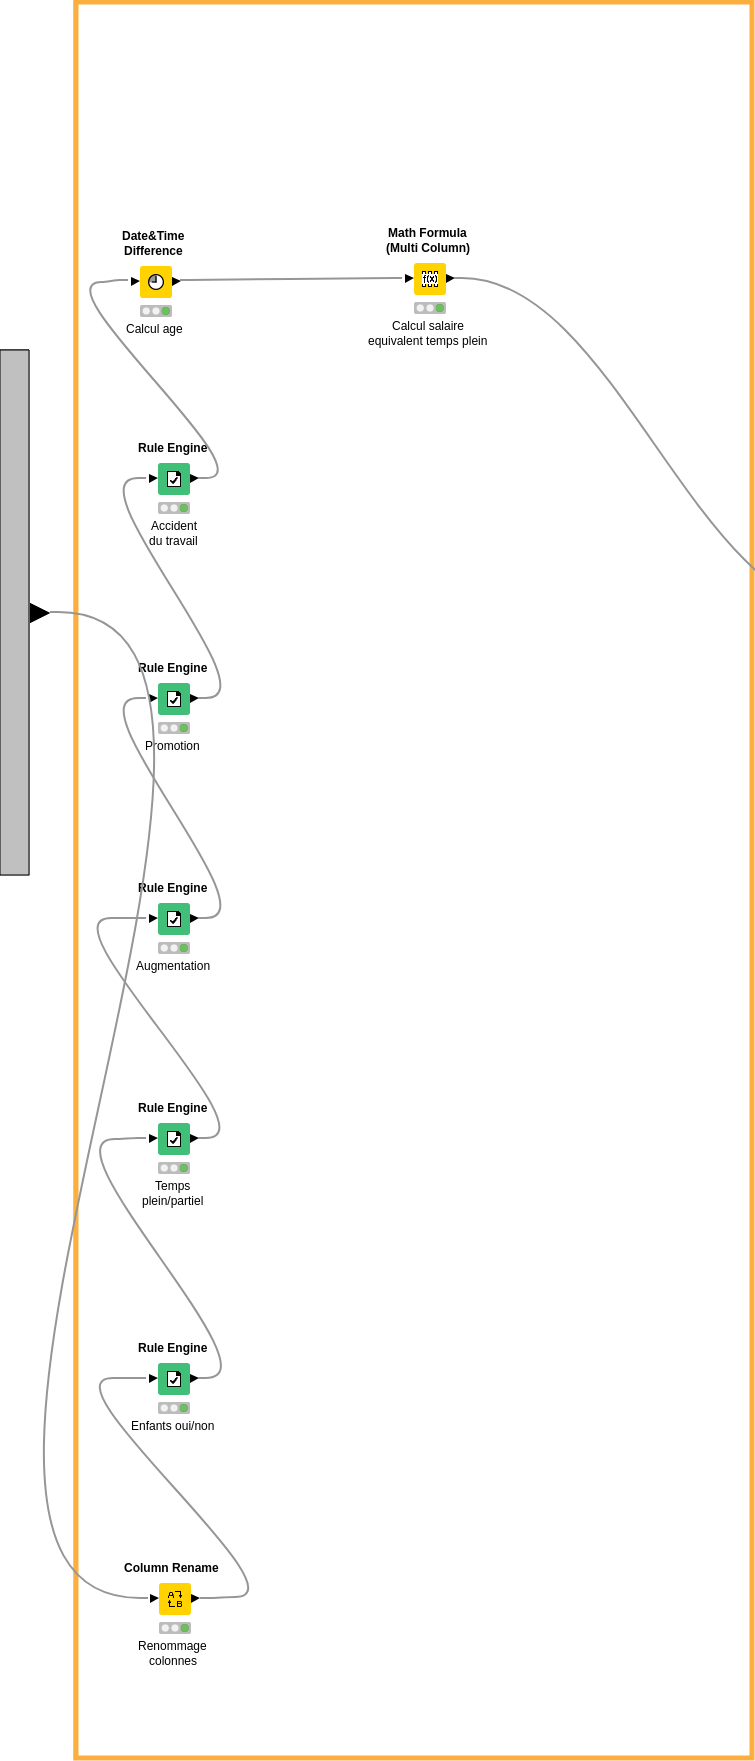 Date&Time
Difference
Calcul age
Math Formula
(Multi Column)
f(x)
Calcul salaire
equivalent temps plein
Rule Engine
Accident
du travail
Rule Engine
Promotion
Rule Engine
Augmentation
Rule Engine
Temps
plein/partiel
Rule Engine
Enfants oui/non
Column Rename
A
B
Renommage
colonnes